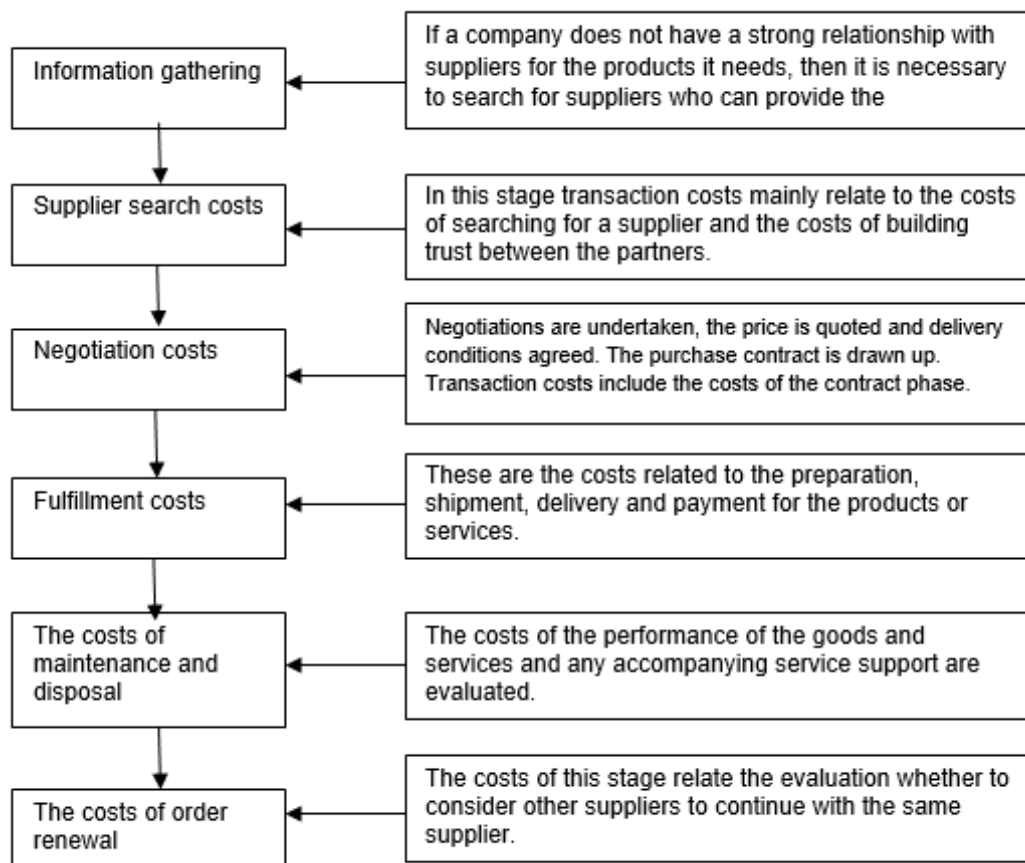 Information gathering
If a company does not have a strong relationship with
suppliers for the products it needs, then it is necessary
to search for suppliers who can provide the
Supplier search costs
In this stage transaction costs mainly relate to the costs
of searching for a supplier and the costs of building
trust between the partners.
Negotiation costs
Negotiations are undertaken, the price is quoted and delivery
conditions agreed. The purchase contract is drawn up.
Transaction costs include the costs of the contract phase.
Fulfillment costs
These are the costs related to the preparation,
shipment, delivery and payment for the products or
services.
The costs of
maintenance and
disposal
The costs of the performance of the goods and
services and any accompanying service support are
evaluated.
The costs of order
renewal
The costs of this stage relate the evaluation whether to
consider other suppliers to continue with the same
supplier.